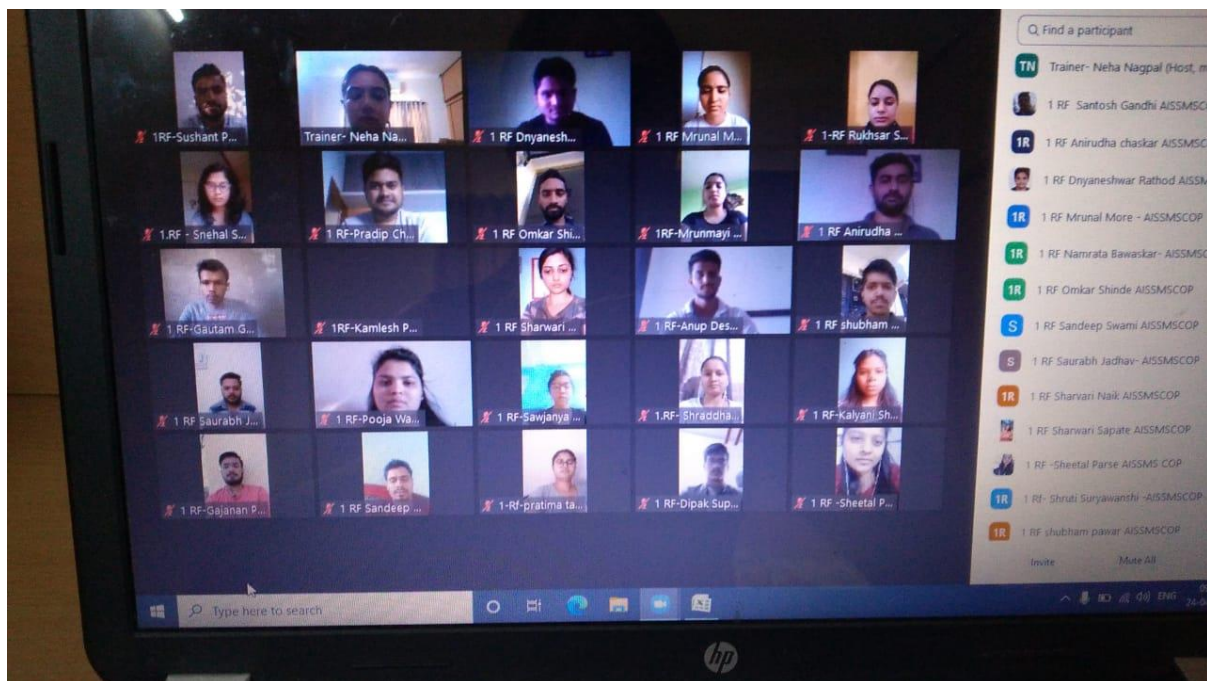 1RF-Sushant P...
Trainer- Neha Na...
1 RF Dnyanesh...
1 RF Mrunal M...
1-RF Rukhsar S...
1.RF - Snehal S...
1 RF-Pradip Ch...
1 RF Omkar Shi...
1RF-Mrunmayi ...
1 RF Anirudha ...
1 RF-Gautam G...
1RF-Kamlesh P...
1 RF Sharwari ...
1 RF-Anup Des...
1 RF shubham ...
1 RF Saurabh J...
1 RF-Pooja Wa...
1 RF-Sawjanya ...
1.RF- Shraddha...
1 RF-Kalyani Sh...
1 RF-Gajanan P...
1 RF Sandeep ...
1-Rf-pratima ta...
1 RF-Dipak Sup...
1 RF -Sheetal P...
Find a participant
TN Trainer- Neha Nagpal (Host, m
1 RF Santosh Gandhi AISSMSCO
1R 1 RF Anirudha chaskar AISSMSC
1 RF Dnyaneshwar Rathod AISSM
1R 1 RF Mrunal More - AISSMSCOP
1R 1 RF Namrata Bawaskar- AISSMSC
1R 1 RF Omkar Shinde AISSMSCOP
S 1 RF Sandeep Swami AISSMSCOP
S 1 RF Saurabh Jadhav- AISSMSCOP
1R 1 RF Sharvari Naik AISSMSCOP
1 RF Sharwari Sapate AISSMSCOP
1 RF -Sheetal Parse AISSMS COP
1R 1 Rf- Shruti Suryawanshi -AISSMSCOP
1R 1 RF shubham pawar AISSMSCOP
Invite Mute All
Type here to search
ENG
hp